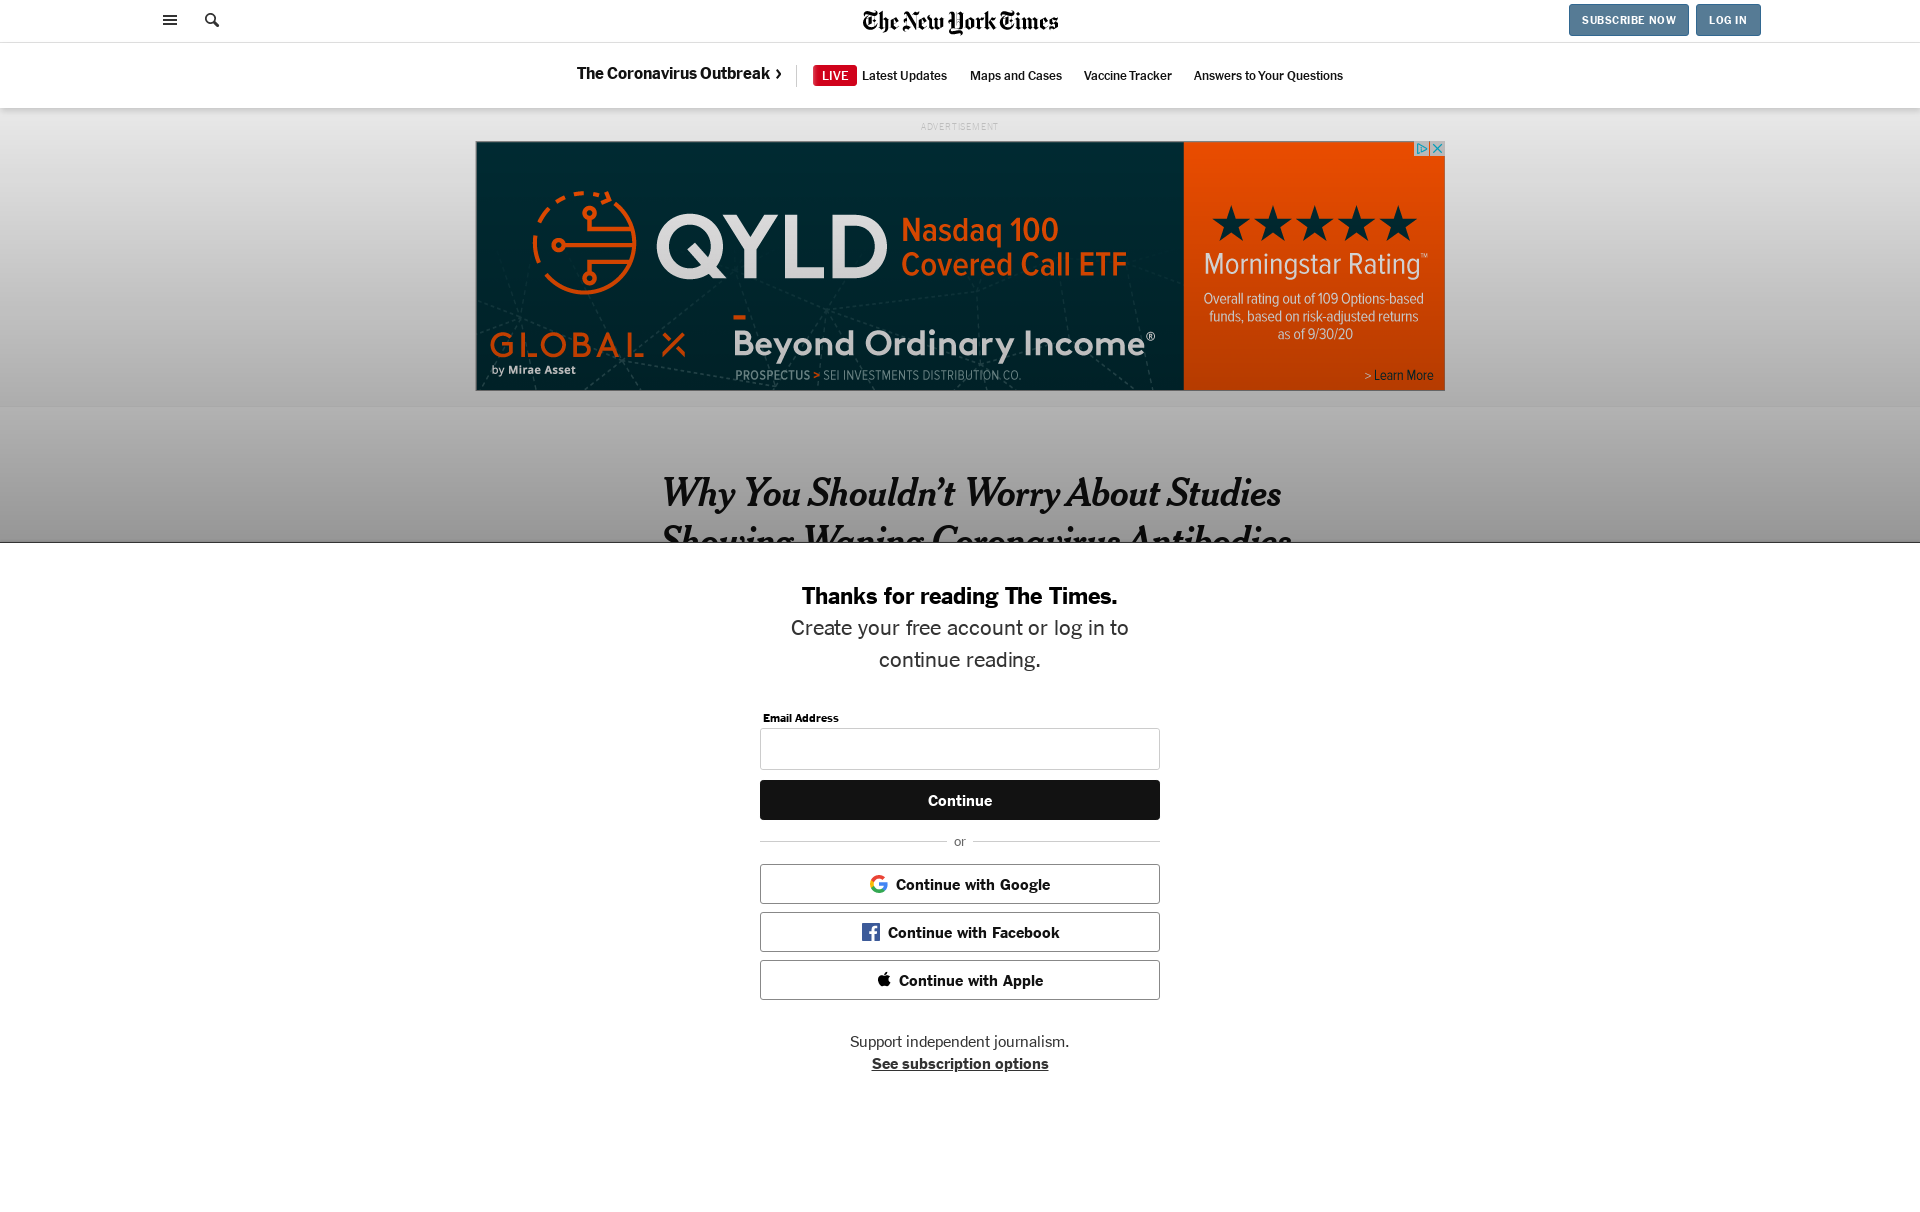 The New York Times
SUBSCRIBE NOW
LOG IN
The Coronavirus Outbreak ›
LIVE Latest Updates
Maps and Cases
Vaccine Tracker
Answers to Your Questions
ADVERTISEMENT
QYLD
Nasdaq 100
Covered Call ETF
GLOBAL X
by Mirae Asset
Beyond Ordinary Income®
PROSPECTUS > SEI INVESTMENTS DISTRIBUTION CO.
Morningstar Rating™
Overall rating out of 109 Options-based
funds, based on risk-adjusted returns
as of 9/30/20
> Learn More
Why You Shouldn’t Worry About Studies
Showing Waning Coronavirus Antibodies
Thanks for reading The Times.
Create your free account or log in to
continue reading.
Email Address
Continue
or
Continue with Google
Continue with Facebook
Continue with Apple
Support independent journalism.
See subscription options